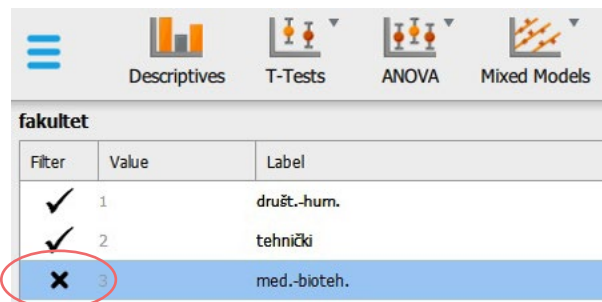 Descriptives T-Tests ANOVA Mixed Models
fakultet
Filter Value Label
1 društ.-hum.
2 tehnički
3 med.-bioteh.